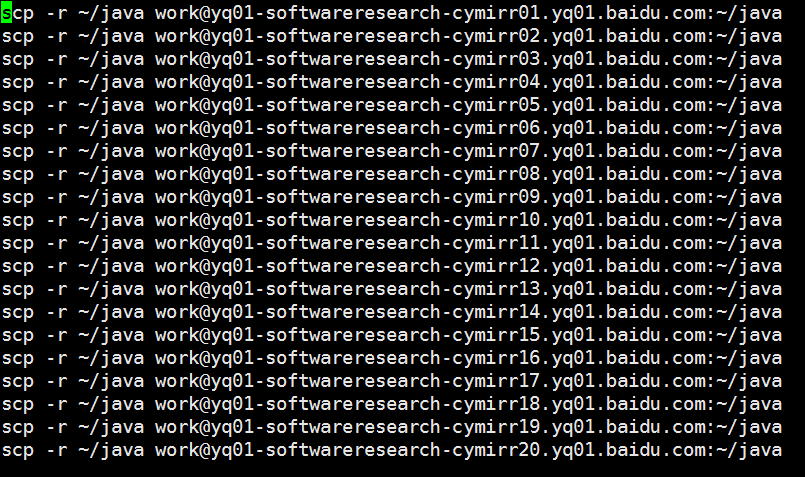 scp -r ~/java work@yq01-softwareresearch-cymirr01.yq01.baidu.com:~/java
scp -r ~/java work@yq01-softwareresearch-cymirr02.yq01.baidu.com:~/java
scp -r ~/java work@yq01-softwareresearch-cymirr03.yq01.baidu.com:~/java
scp -r ~/java work@yq01-softwareresearch-cymirr04.yq01.baidu.com:~/java
scp -r ~/java work@yq01-softwareresearch-cymirr05.yq01.baidu.com:~/java
scp -r ~/java work@yq01-softwareresearch-cymirr06.yq01.baidu.com:~/java
scp -r ~/java work@yq01-softwareresearch-cymirr07.yq01.baidu.com:~/java
scp -r ~/java work@yq01-softwareresearch-cymirr08.yq01.baidu.com:~/java
scp -r ~/java work@yq01-softwareresearch-cymirr09.yq01.baidu.com:~/java
scp -r ~/java work@yq01-softwareresearch-cymirr10.yq01.baidu.com:~/java
scp -r ~/java work@yq01-softwareresearch-cymirr11.yq01.baidu.com:~/java
scp -r ~/java work@yq01-softwareresearch-cymirr12.yq01.baidu.com:~/java
scp -r ~/java work@yq01-softwareresearch-cymirr13.yq01.baidu.com:~/java
scp -r ~/java work@yq01-softwareresearch-cymirr14.yq01.baidu.com:~/java
scp -r ~/java work@yq01-softwareresearch-cymirr15.yq01.baidu.com:~/java
scp -r ~/java work@yq01-softwareresearch-cymirr16.yq01.baidu.com:~/java
scp -r ~/java work@yq01-softwareresearch-cymirr17.yq01.baidu.com:~/java
scp -r ~/java work@yq01-softwareresearch-cymirr18.yq01.baidu.com:~/java
scp -r ~/java work@yq01-softwareresearch-cymirr19.yq01.baidu.com:~/java
scp -r ~/java work@yq01-softwareresearch-cymirr20.yq01.baidu.com:~/java